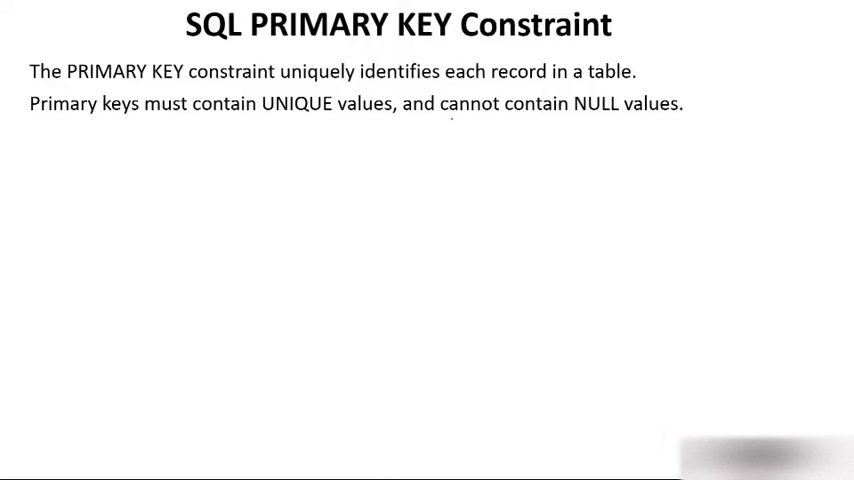 SQL PRIMARY KEY Constraint
The PRIMARY KEY constraint uniquely identifies each record in a table.
Primary keys must contain UNIQUE values, and cannot contain NULL values.